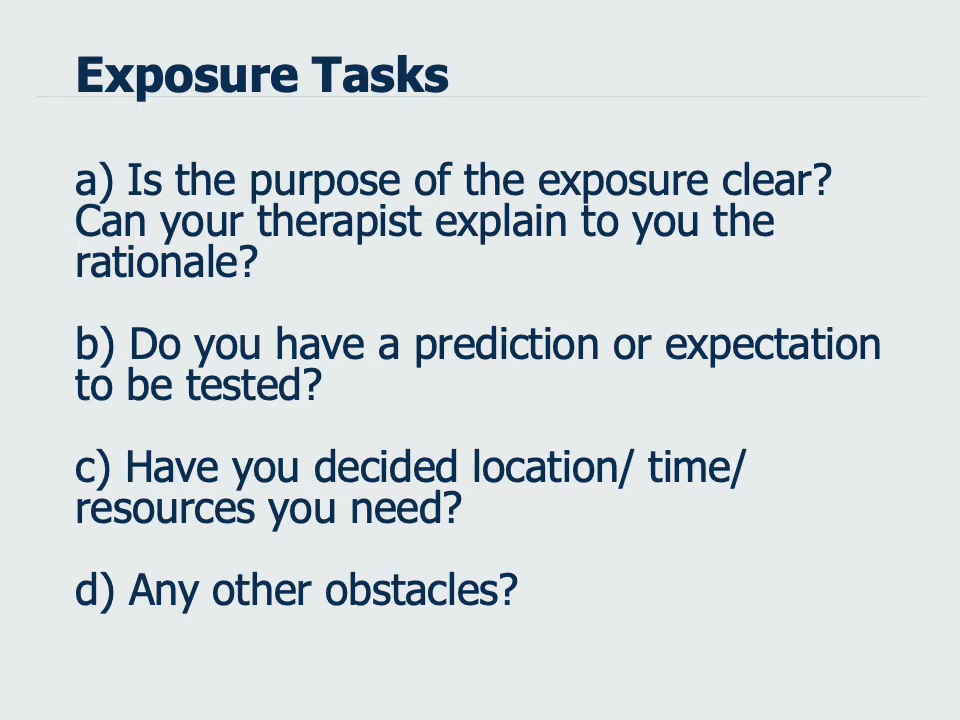 Exposure Tasks
a) Is the purpose of the exposure clear?
Can your therapist explain to you the
rationale?
b) Do you have a prediction or expectation
to be tested?
c) Have you decided location/ time/
resources you need?
d) Any other obstacles?